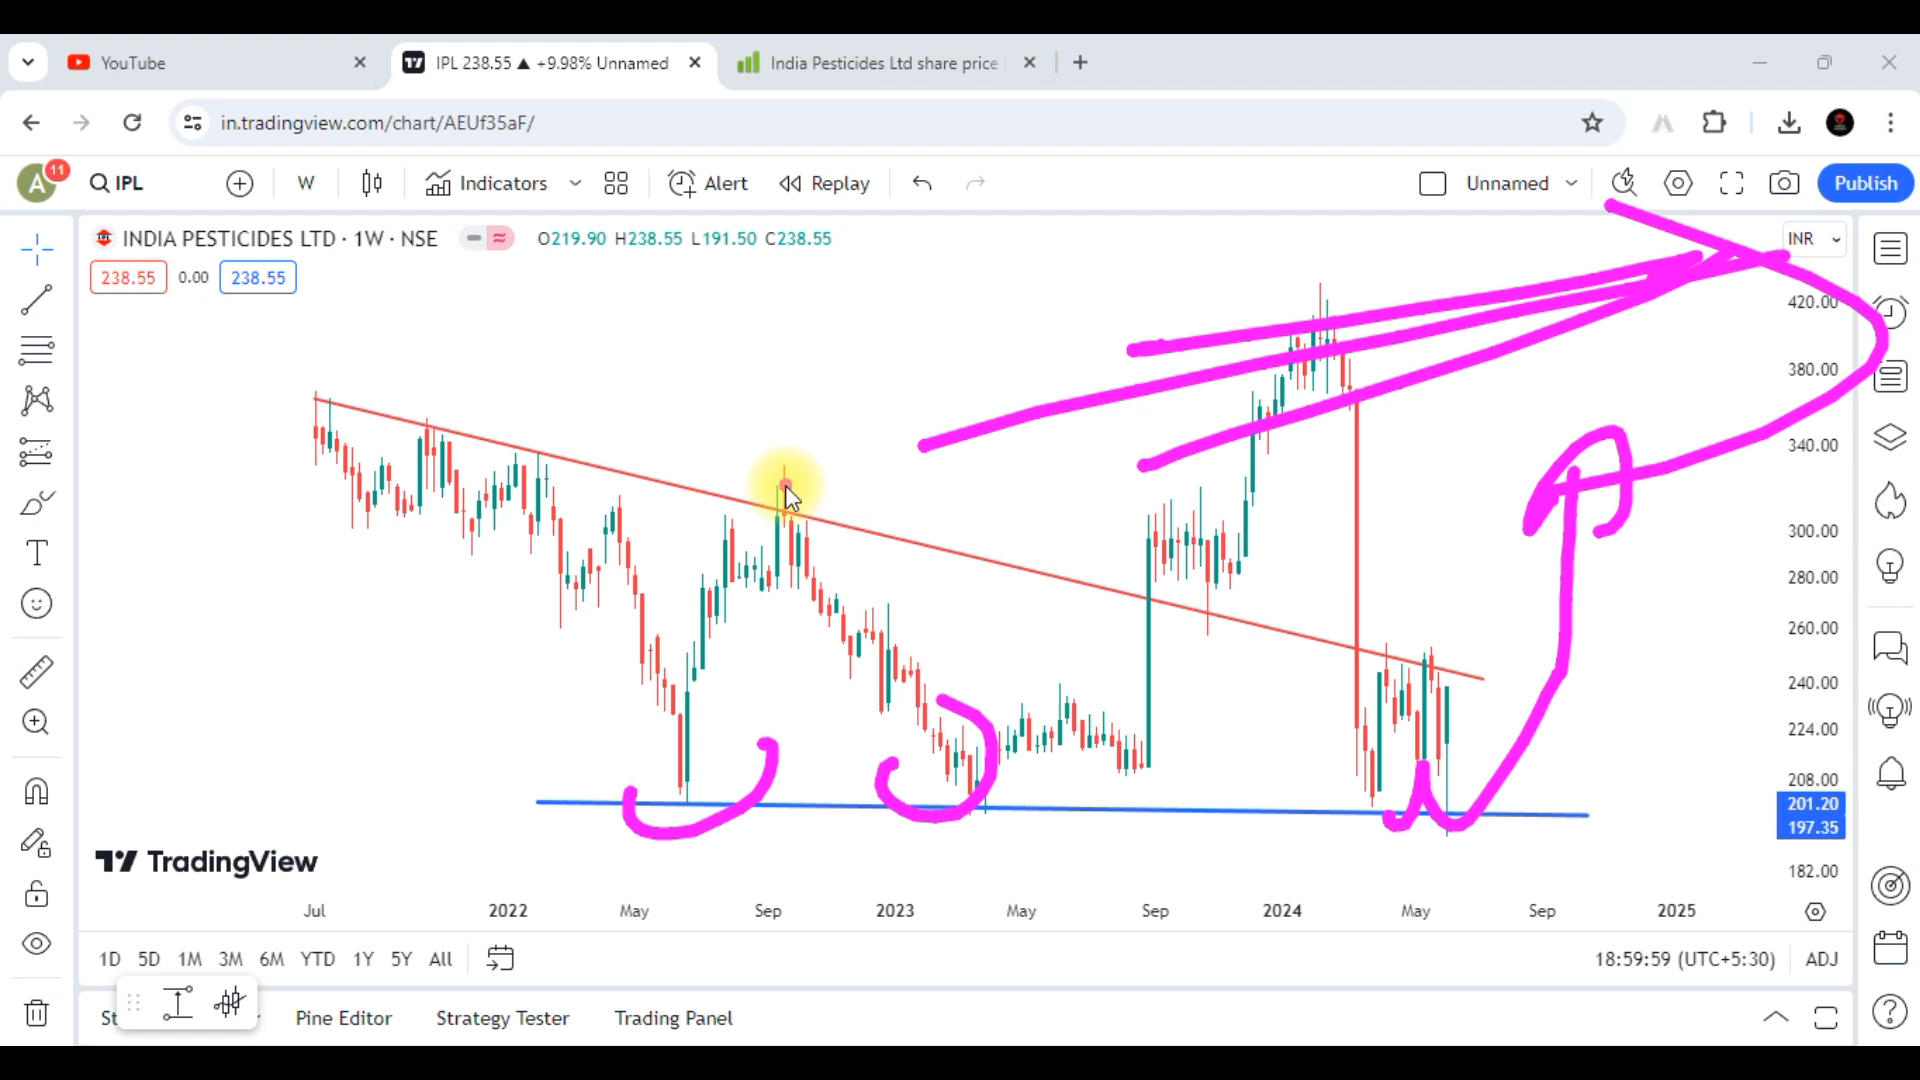 YouTube
IPL 238.55 ▲ +9.98% Unnamed
India Pesticides Ltd share price
in.tradingview.com/chart/AEUf35aF/
A 11 IPL W Indicators Alert Replay Unnamed Publish
INDIA PESTICIDES LTD · 1W · NSE O219.90 H238.55 L191.50 C238.55 INR
238.55 0.00 238.55
420.00
380.00
340.00
300.00
280.00
260.00
240.00
224.00
208.00
201.20
197.35
182.00
TradingView
Jul 2022 May Sep 2023 May Sep 2024 May Sep 2025
1D 5D 1M 3M 6M YTD 1Y 5Y All 18:59:59 (UTC+5:30) ADJ
Pine Editor Strategy Tester Trading Panel